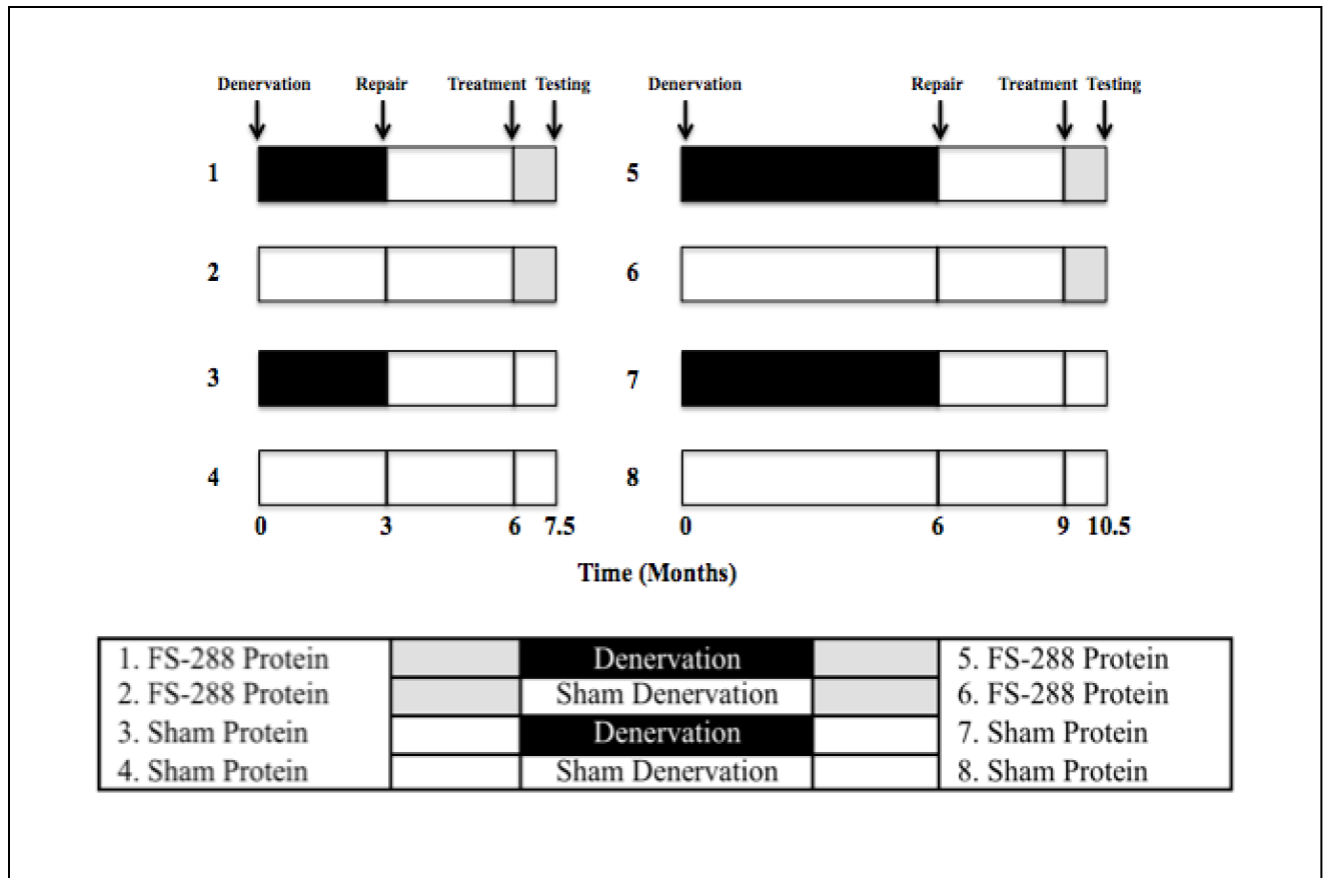 Denervation Repair Treatment Testing Denervation Repair Treatment Testing
1 5
2 6
3 7
4 8
0 3 6 7.5 0 6 9 10.5
Time (Months)
1. FS-288 Protein Denervation 5. FS-288 Protein
2. FS-288 Protein Sham Denervation 6. FS-288 Protein
3. Sham Protein Denervation 7. Sham Protein
4. Sham Protein Sham Denervation 8. Sham Protein